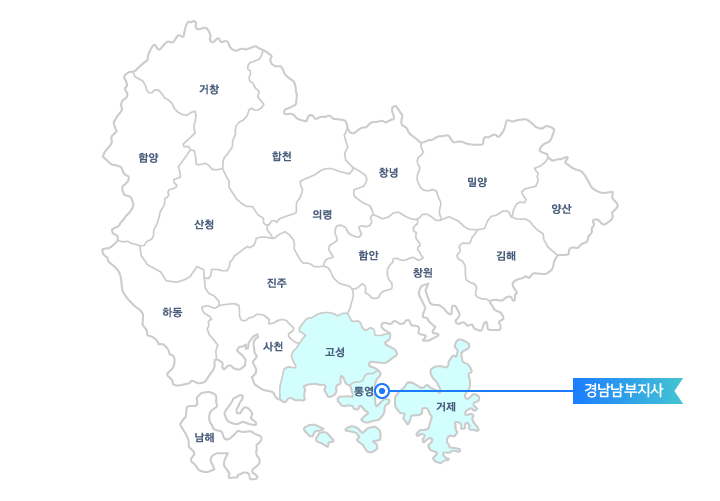 거창
함양
합천
창녕
밀양
양산
의령
산청
함안
김해
창원
진주
하동
사천
고성
통영
경남남부지사
거제
남해